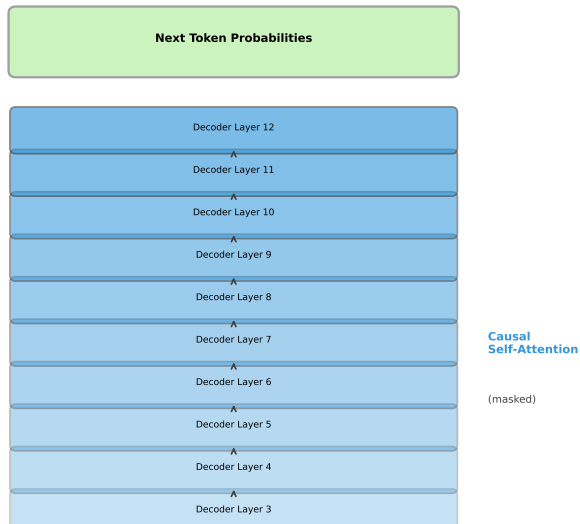 Next Token Probabilities
Decoder Layer 12
Decoder Layer 11
Decoder Layer 10
Decoder Layer 9
Decoder Layer 8
Decoder Layer 7
Causal
Self-Attention
Decoder Layer 6
(masked)
Decoder Layer 5
Decoder Layer 4
Decoder Layer 3